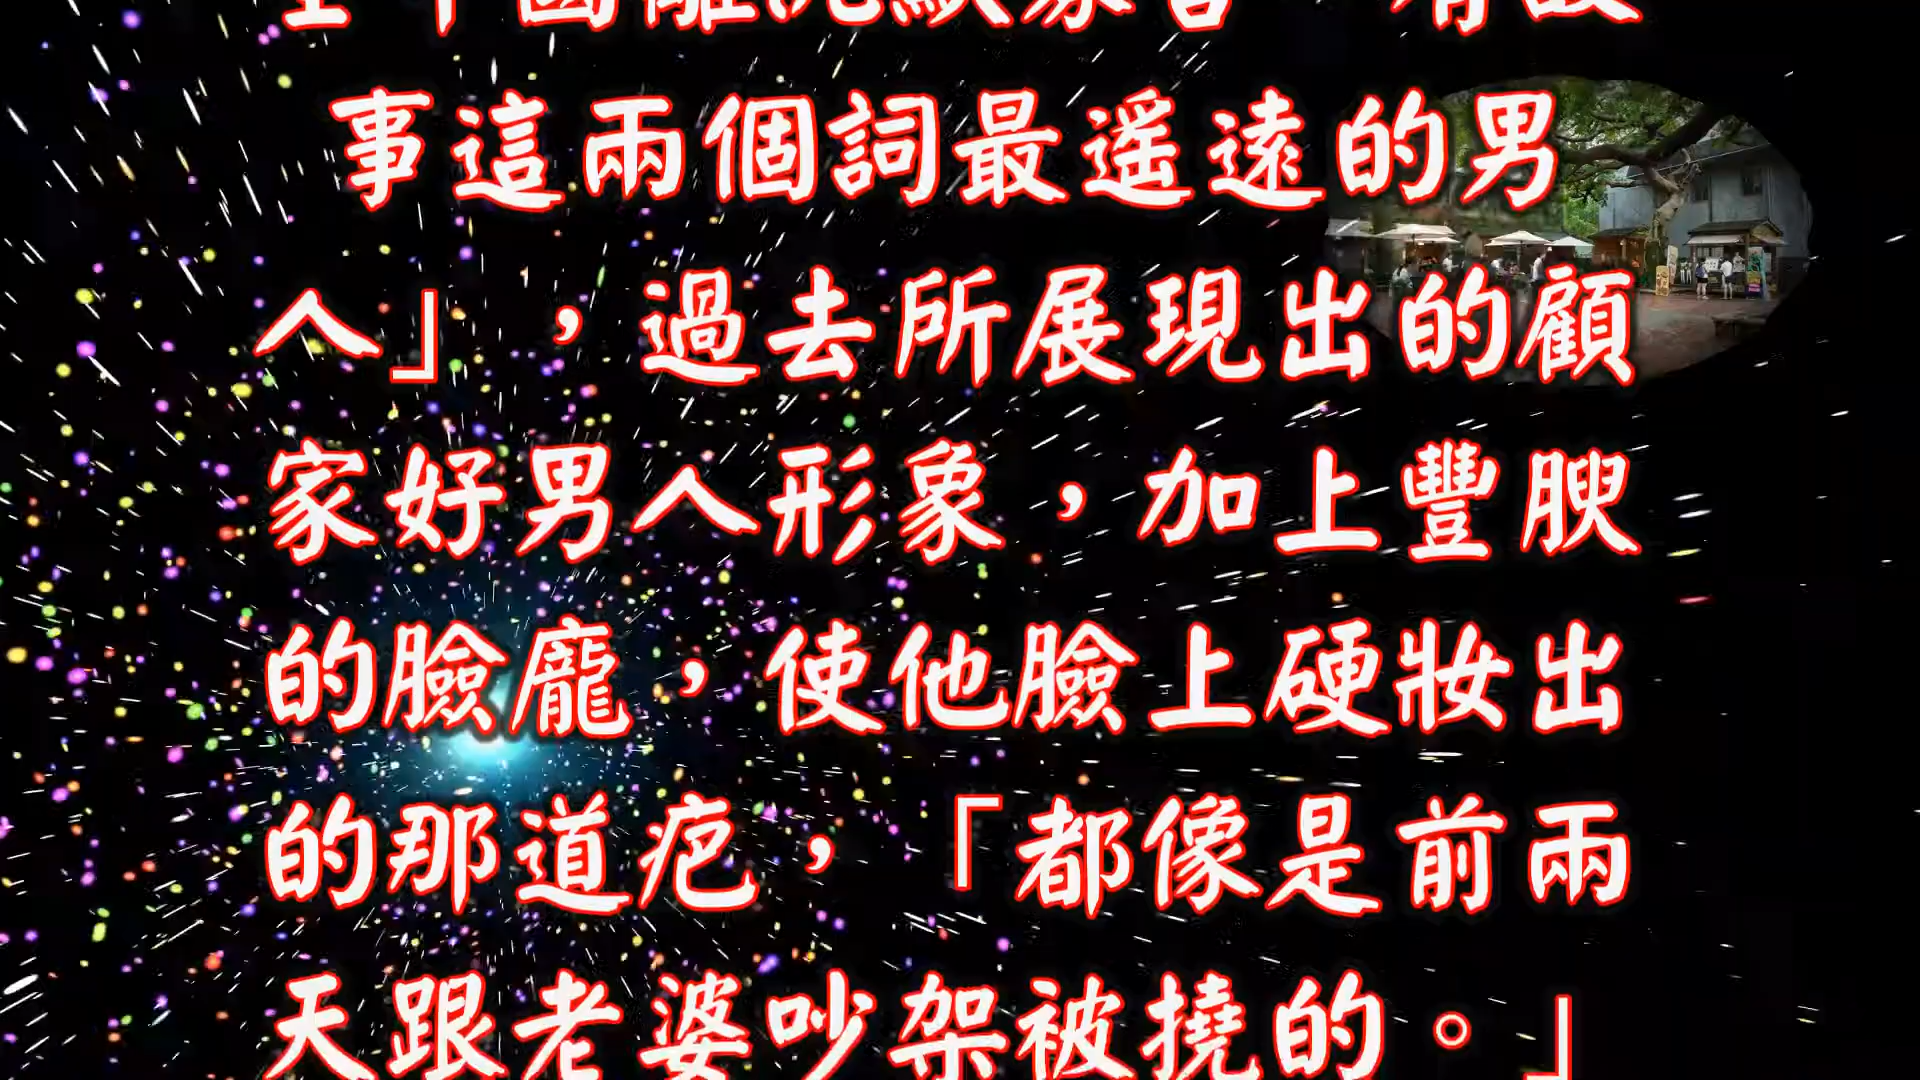 事這兩個詞最遥遠的男
人」，過去所展現出的顧
家好男人形象，加上豐腴
的臉龐，使他臉上硬妝出
的那道疤，「都像是前兩
天跟老婆吵架被撓的。」